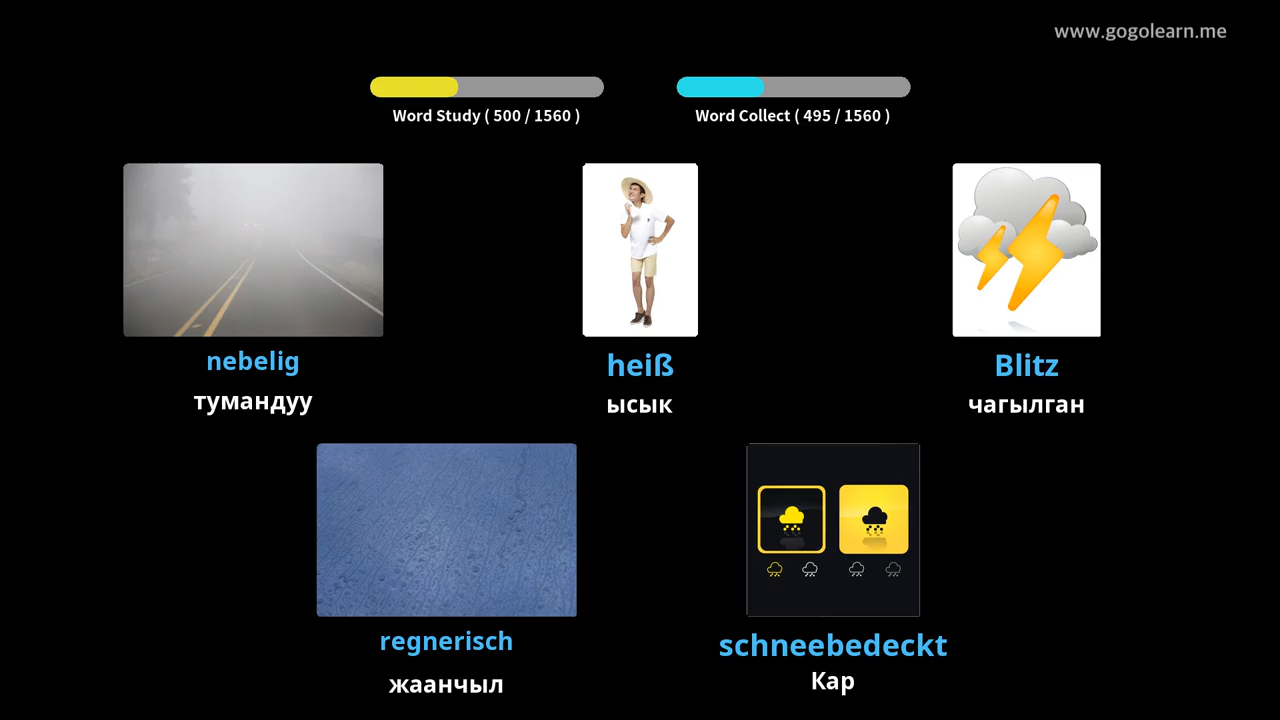 www.gogolearn.me
Word Study ( 500 / 1560 )
Word Collect ( 495 / 1560 )
nebelig
тумандуу
heiß
ысык
Blitz
чагылган
regnerisch
жаанчыл
schneebedeckt
Кар